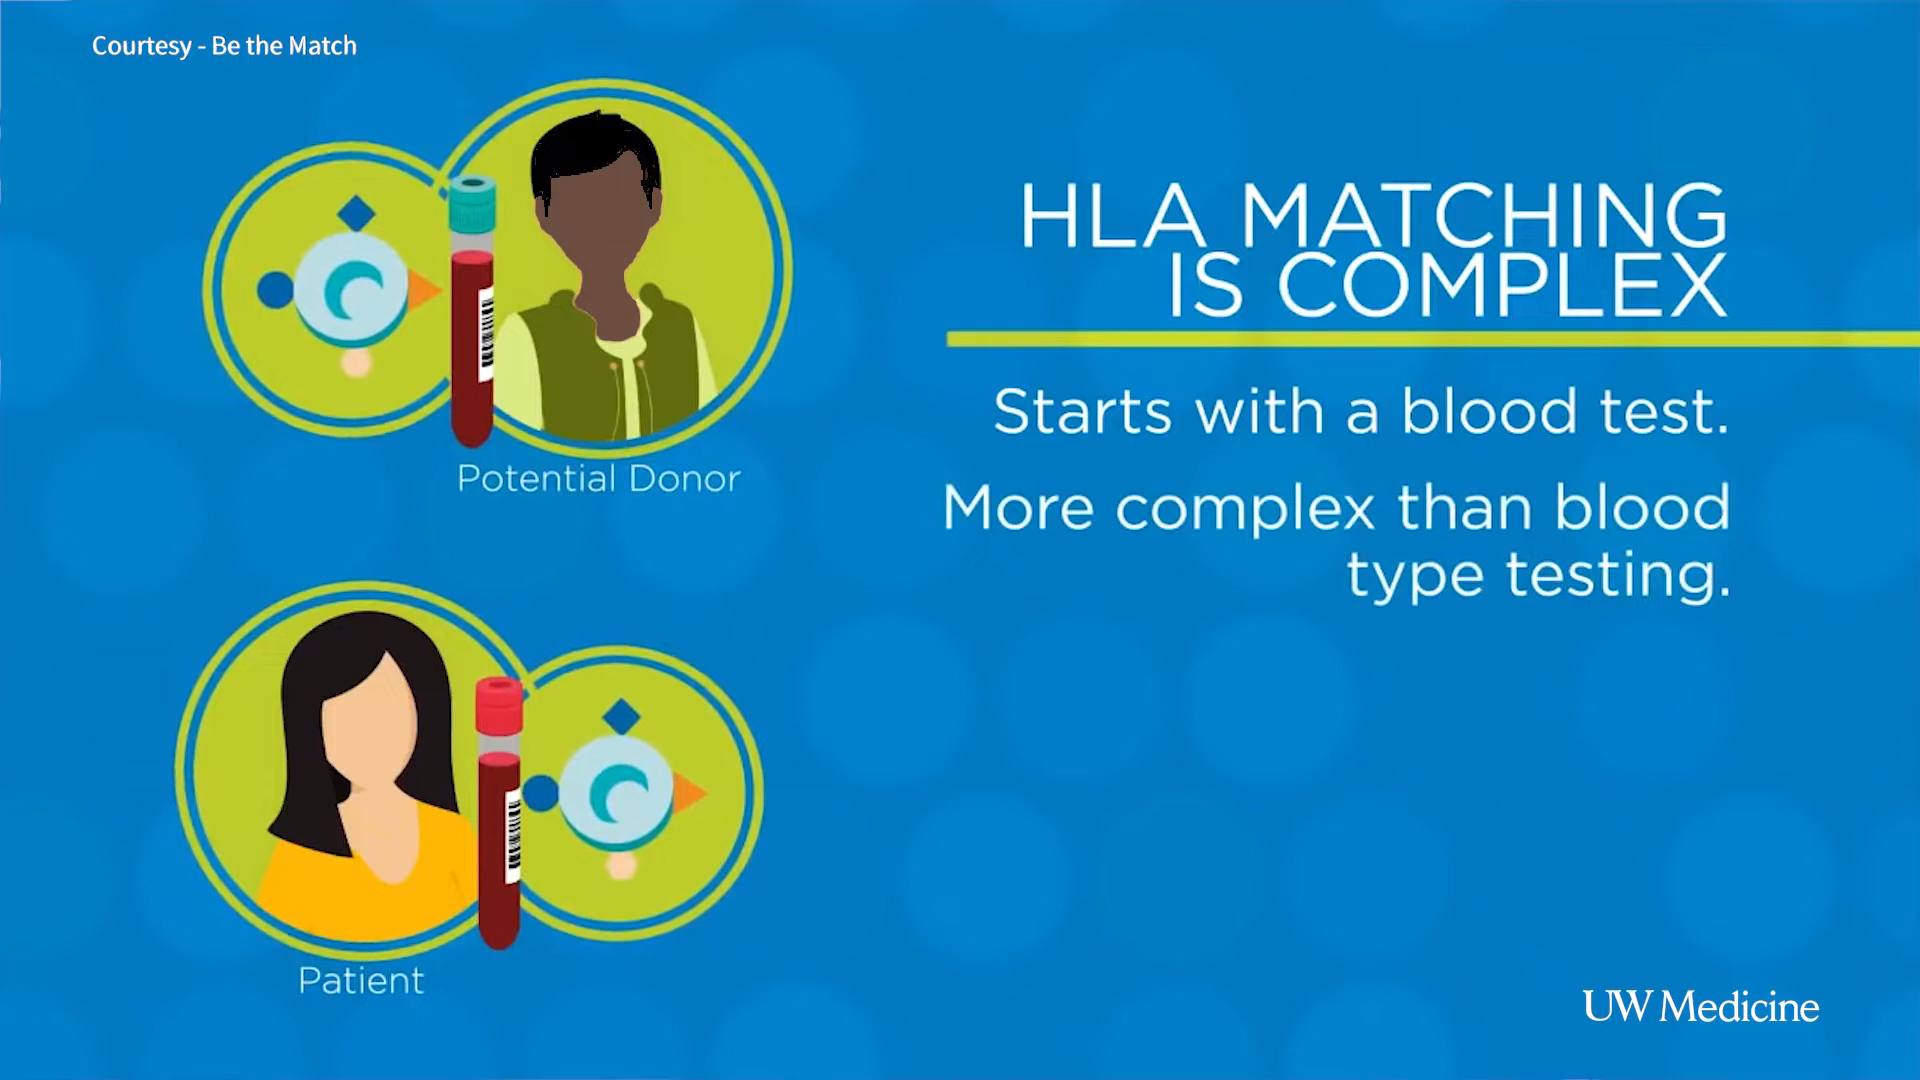 Courtesy - Be the Match
HLA MATCHING
IS COMPLEX
Starts with a blood test.
More complex than blood
type testing.
Potential Donor
Patient
UW Medicine